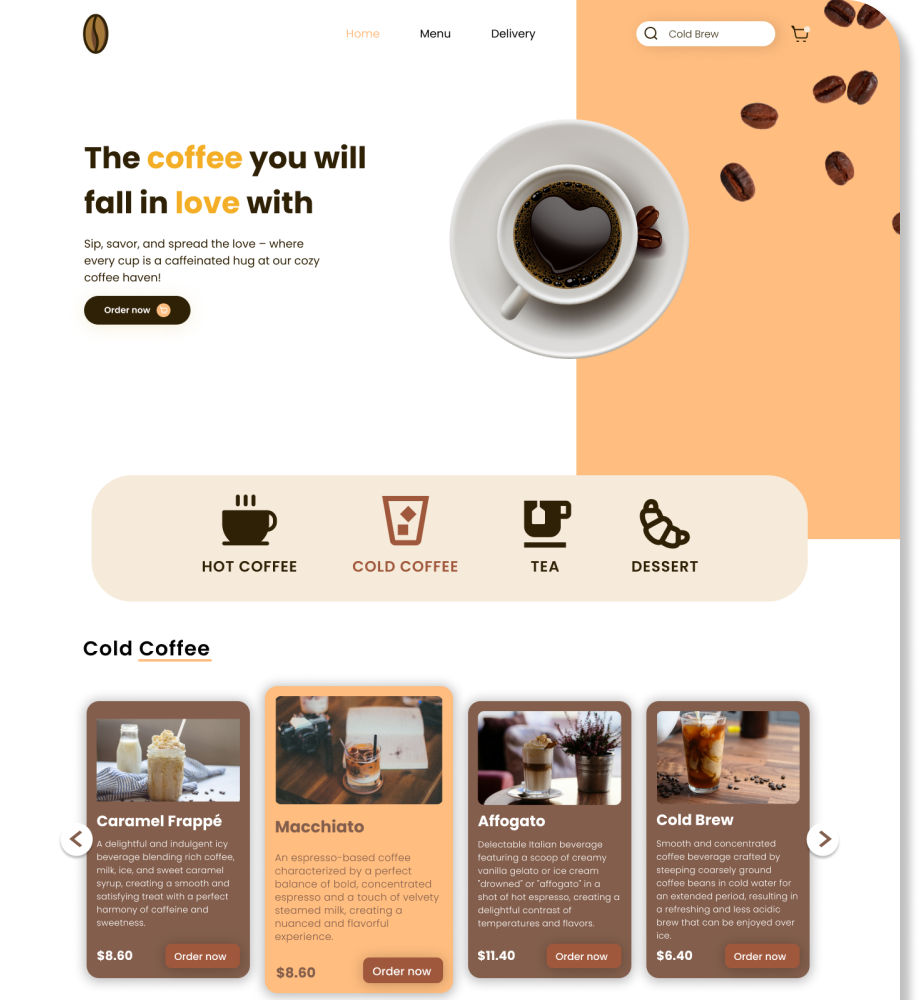 Home
Menu
Delivery
Cold Brew
The coffee you will
fall in love with
Sip, savor, and spread the love – where
every cup is a caffeinated hug at our cozy
coffee haven!
Order now
HOT COFFEE
COLD COFFEE
TEA
DESSERT
Cold Coffee
Caramel Frappé
A delightful and indulgent icy
beverage blending rich coffee,
milk, ice, and sweet caramel
syrup, creating a smooth and
satisfying treat with a perfect
harmony of caffeine and
sweetness.
$8.60
Order now
Macchiato
An espresso-based coffee
characterized by a perfect
balance of bold, concentrated
espresso and a touch of velvety
steamed milk, creating a
nuanced and flavorful
experience.
$8.60
Order now
Affogato
Delectable Italian beverage
featuring a scoop of creamy
vanilla gelato or ice cream
"drowned" or "affogato" in a
shot of hot espresso, creating a
delightful contrast of
temperatures and flavors.
$11.40
Order now
Cold Brew
Smooth and concentrated
coffee beverage crafted by
steeping coarsely ground
coffee beans in cold water for
an extended period, resulting in
a refreshing and less acidic
brew that can be enjoyed over
ice.
$6.40
Order now